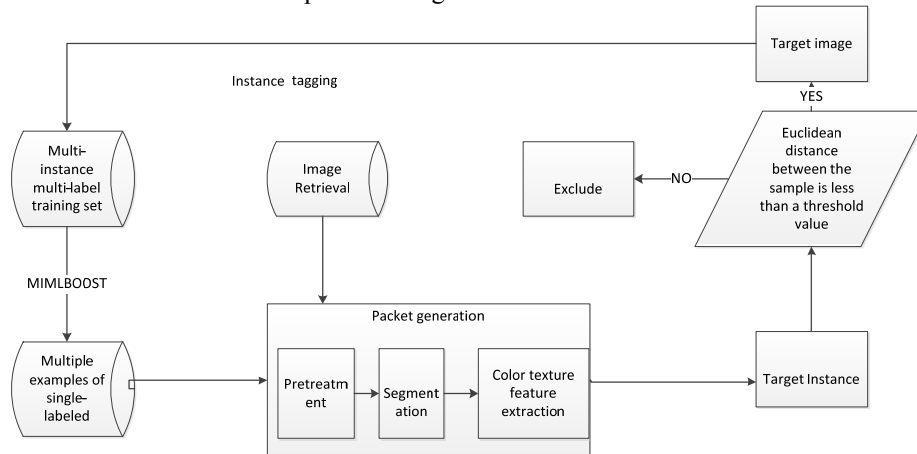 Target image
Instance tagging
YES
Multi-
instance
multi-label
training set
Image
Retrieval
Exclude
NO
Euclidean
distance
between the
sample is less
than a threshold
value
MIMLBOOST
Packet generation
Multiple
examples of
single-
labeled
Pretreatm
ent
Segment
ation
Color texture
feature
extraction
Target Instance